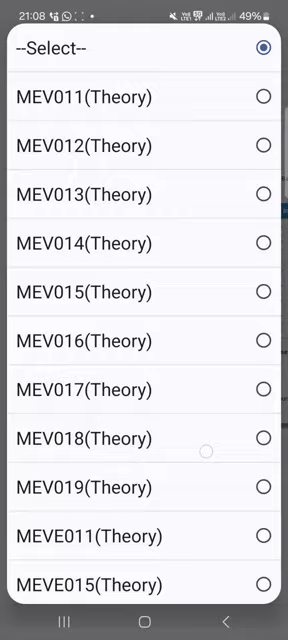 21:08
49%
--Select--
MEV011(Theory)
MEV012(Theory)
MEV013(Theory)
MEV014(Theory)
MEV015(Theory)
MEV016(Theory)
MEV017(Theory)
MEV018(Theory)
MEV019(Theory)
MEVE011(Theory)
MEVE015(Theory)